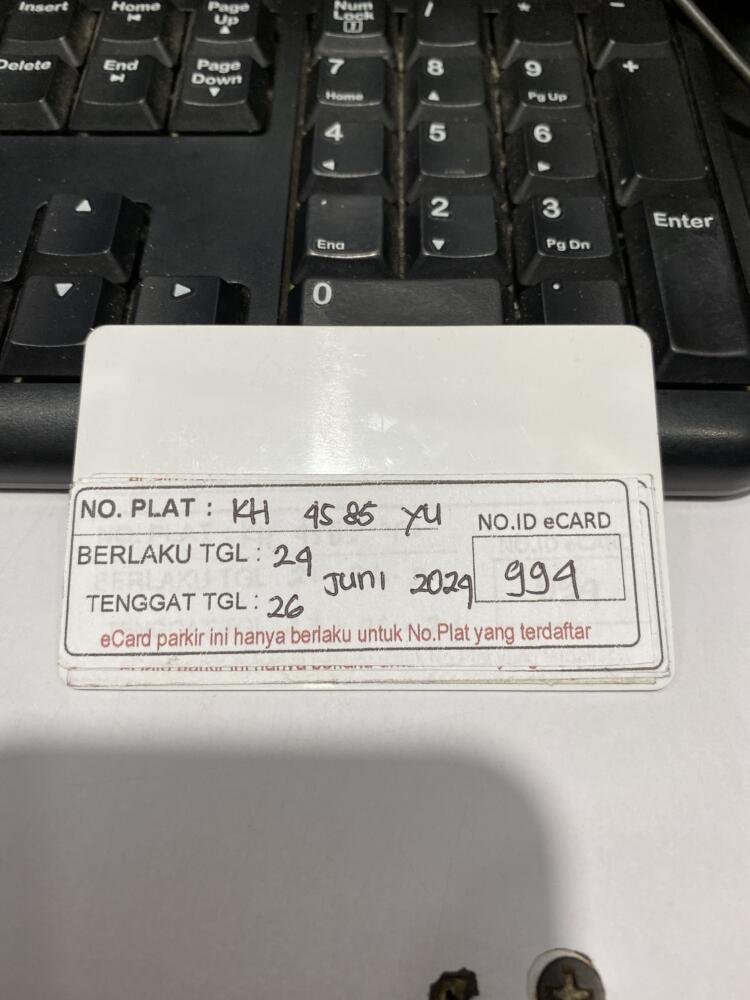 Insert Home Page Up Num Lock / * -
Delete End Page Down 7 Home 8 9 Pg Up +
4 5 6
End 2 3 Pg Dn Enter
0 .
NO. PLAT : KH 4585 YU
NO.ID eCARD
BERLAKU TGL : 24
Juni 2024
994
TENGGAT TGL : 26
eCard parkir ini hanya berlaku untuk No.Plat yang terdaftar